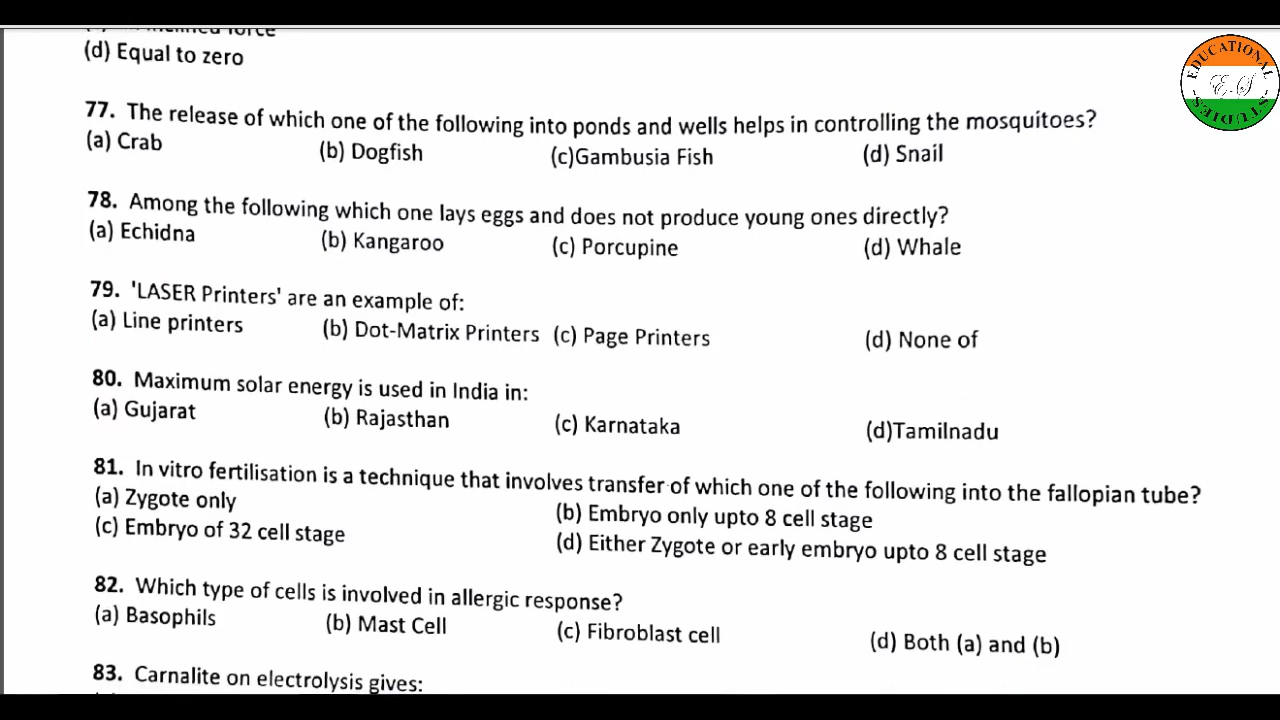 force
(d) Equal to zero
EDUCATIONAL
E.S
STUDIES
77. The release of which one of the following into ponds and wells helps in controlling the mosquitoes?
(a) Crab (b) Dogfish (c)Gambusia Fish (d) Snail
78. Among the following which one lays eggs and does not produce young ones directly?
(a) Echidna (b) Kangaroo (c) Porcupine (d) Whale
79. 'LASER Printers' are an example of:
(a) Line printers (b) Dot-Matrix Printers (c) Page Printers (d) None of
80. Maximum solar energy is used in India in:
(a) Gujarat (b) Rajasthan (c) Karnataka (d)Tamilnadu
81. In vitro fertilisation is a technique that involves transfer of which one of the following into the fallopian tube?
(a) Zygote only (b) Embryo only upto 8 cell stage
(c) Embryo of 32 cell stage (d) Either Zygote or early embryo upto 8 cell stage
82. Which type of cells is involved in allergic response?
(a) Basophils (b) Mast Cell (c) Fibroblast cell (d) Both (a) and (b)
83. Carnalite on electrolysis gives: